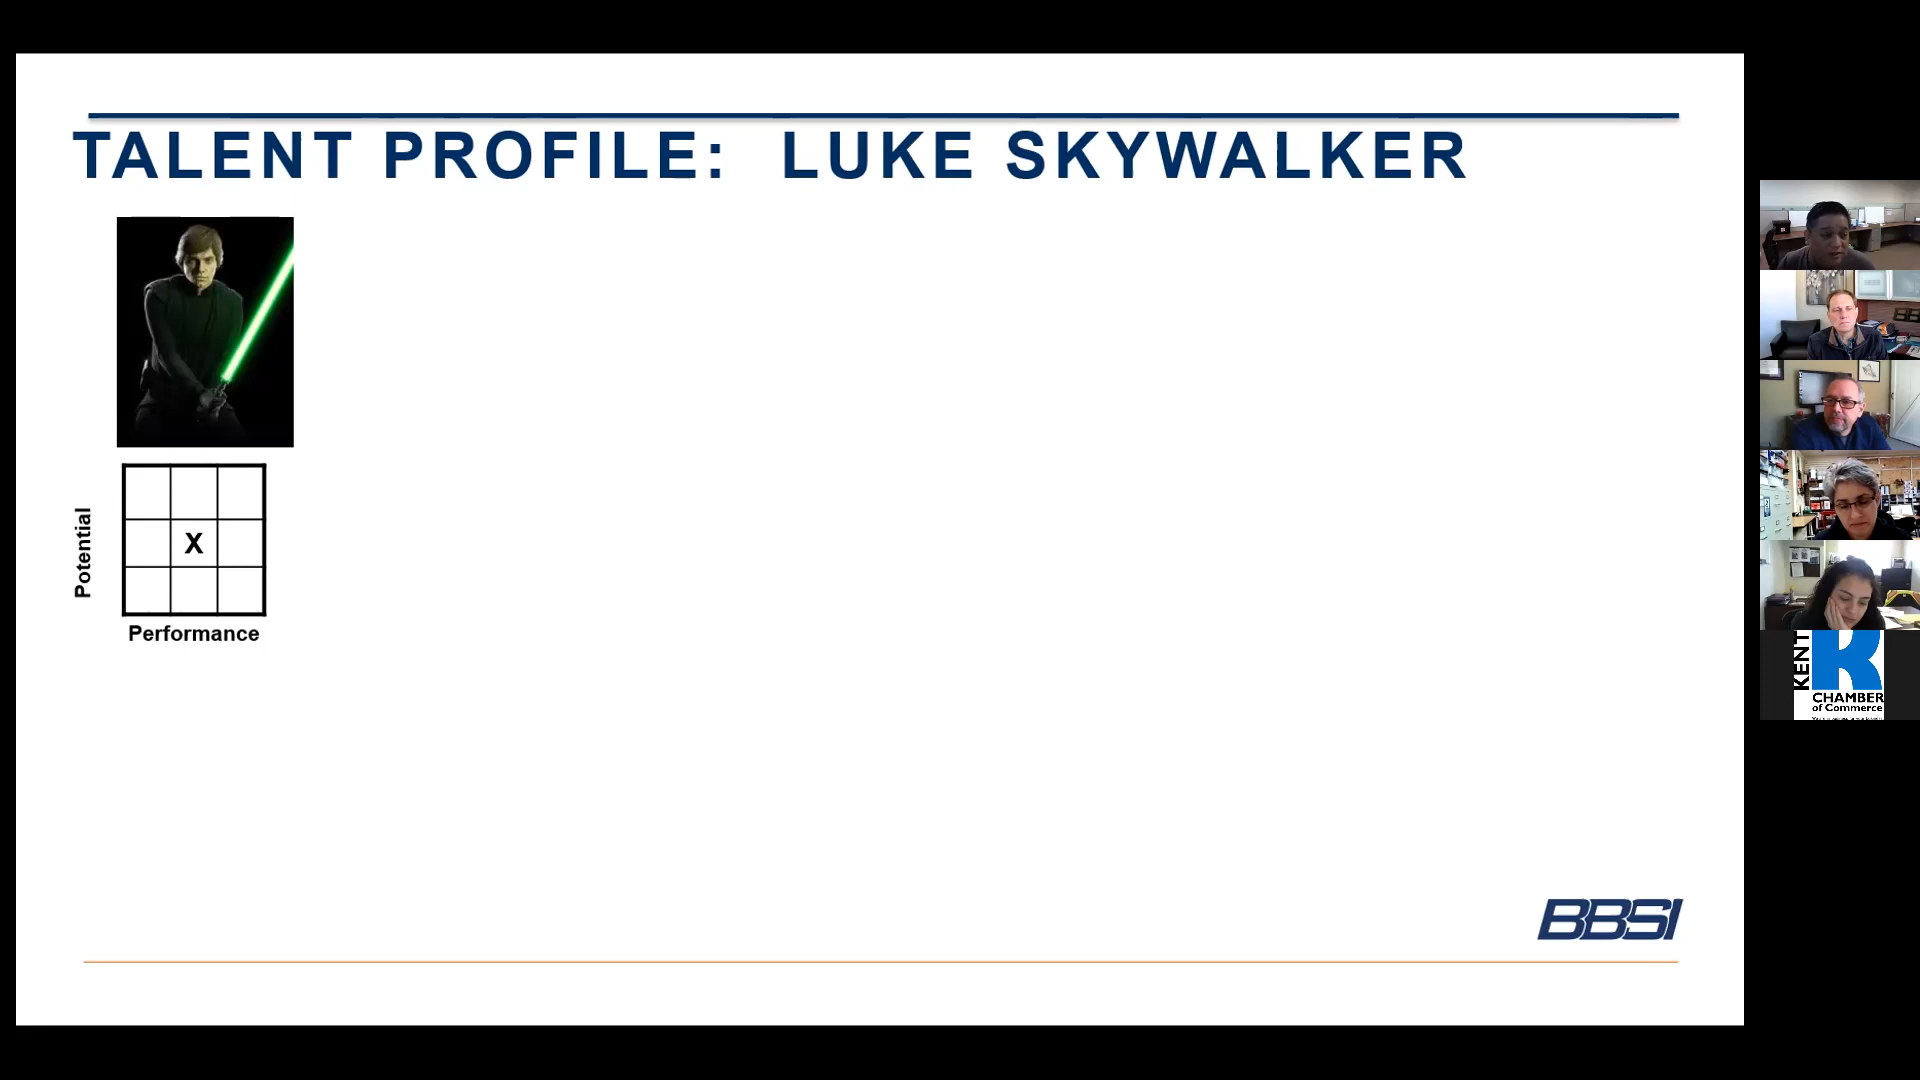 TALENT PROFILE: LUKE SKYWALKER
Potential
X
Performance
BBSI
KENT
CHAMBER
of Commerce